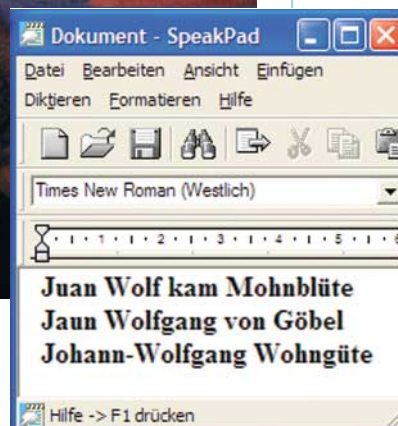 Dokument - SpeakPad
Datei Bearbeiten Ansicht Einfügen
Diktieren Formatieren Hilfe
Times New Roman (Westlich)
1 2 3 4 5 6
Juan Wolf kam Mohnblüte
Jaun Wolfgang von Göbel
Johann-Wolfgang Wohngüte
Hilfe -> F1 drücken